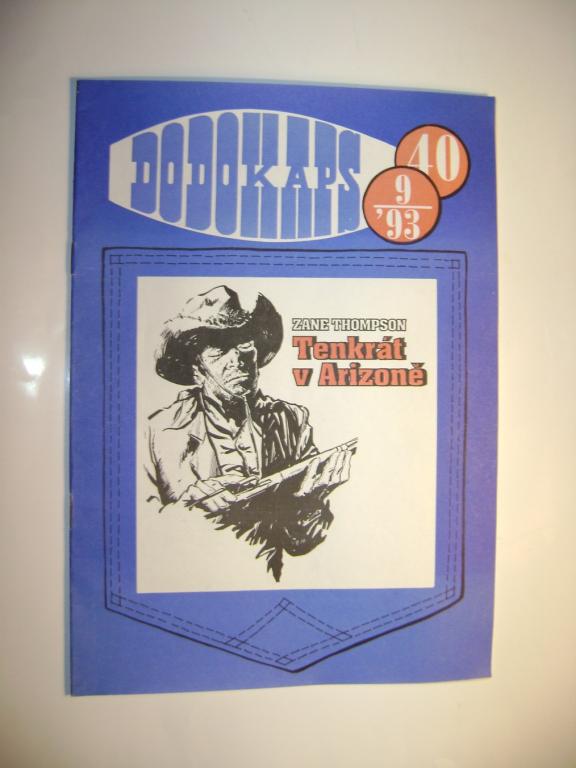 DODOKAPS
40
9
'93
ZANE THOMPSON
Tenkrát
v Arizoně